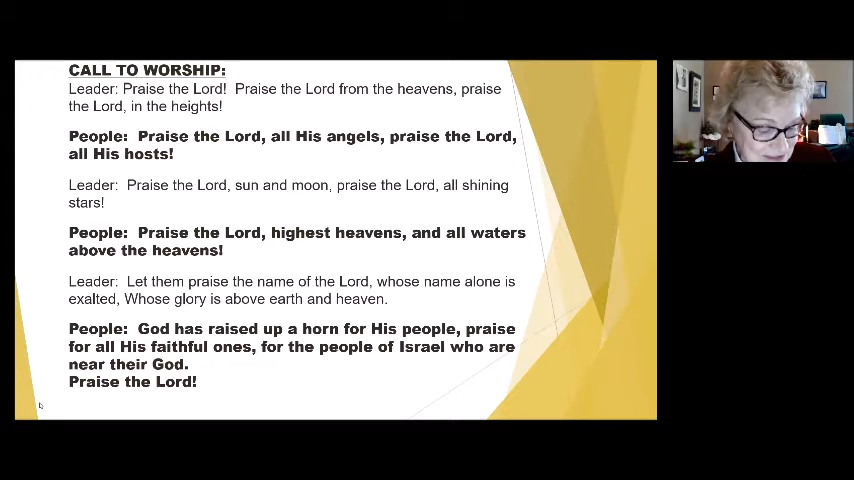 CALL TO WORSHIP:
Leader: Praise the Lord!  Praise the Lord from the heavens, praise
the Lord, in the heights!
People:  Praise the Lord, all His angels, praise the Lord,
all His hosts!
Leader:  Praise the Lord, sun and moon, praise the Lord, all shining
stars!
People:  Praise the Lord, highest heavens, and all waters
above the heavens!
Leader:  Let them praise the name of the Lord, whose name alone is
exalted, Whose glory is above earth and heaven.
People:  God has raised up a horn for His people, praise
for all His faithful ones, for the people of Israel who are
near their God.
Praise the Lord!